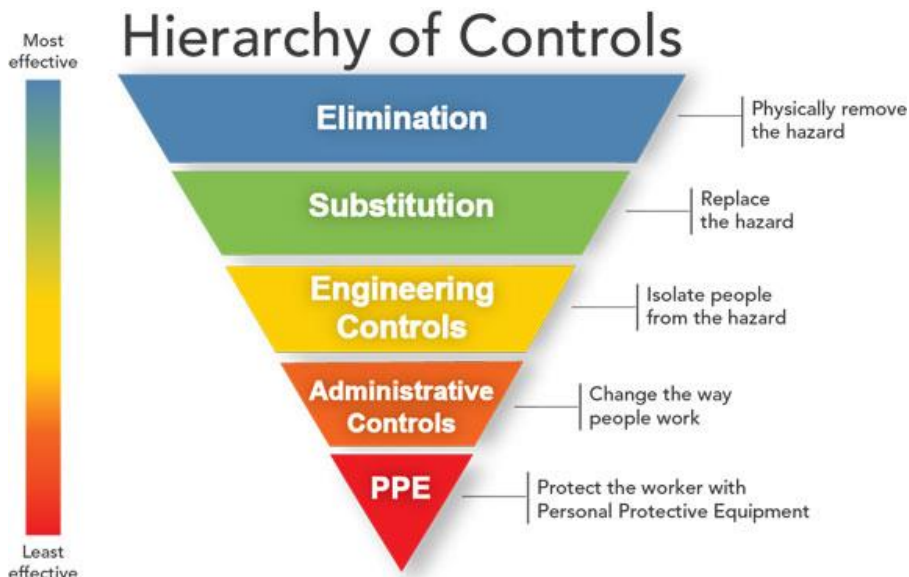 Hierarchy of Controls
Most
effective
Elimination
Physically remove
the hazard
Substitution
Replace
the hazard
Engineering
Controls
Isolate people
from the hazard
Administrative
Controls
Change the way
people work
PPE
Protect the worker with
Personal Protective Equipment
Least
effective